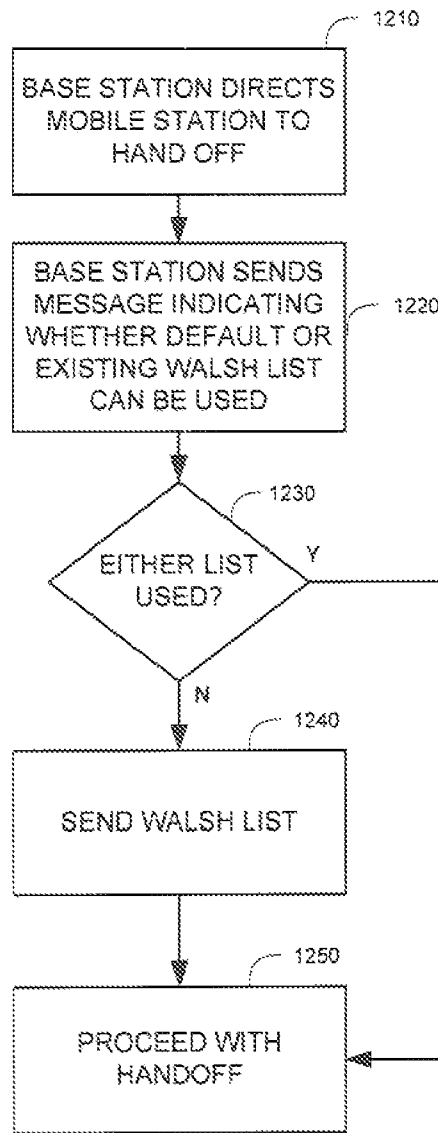 1210
BASE STATION DIRECTS
MOBILE STATION TO
HAND OFF
BASE STATION SENDS
MESSAGE INDICATING
WHETHER DEFAULT OR
EXISTING WALSH LIST
CAN BE USED
1220
1230
EITHER LIST
USED?
Y
N
1240
SEND WALSH LIST
1250
PROCEED WITH
HANDOFF